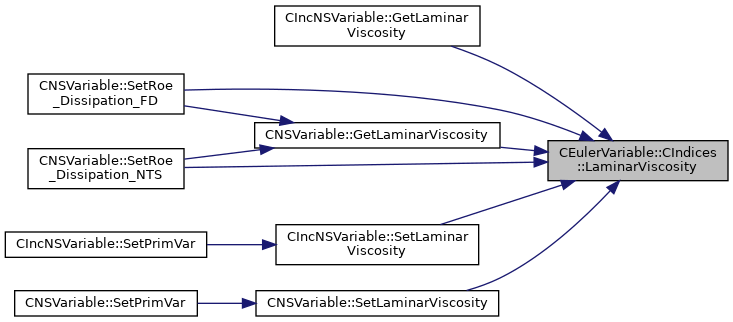 CIncNSVariable::GetLaminar
Viscosity
CNSVariable::SetRoe
_Dissipation_FD
CNSVariable::GetLaminarViscosity
CEulerVariable::CIndices
::LaminarViscosity
CNSVariable::SetRoe
_Dissipation_NTS
CIncNSVariable::SetPrimVar
CIncNSVariable::SetLaminar
Viscosity
CNSVariable::SetPrimVar
CNSVariable::SetLaminarViscosity